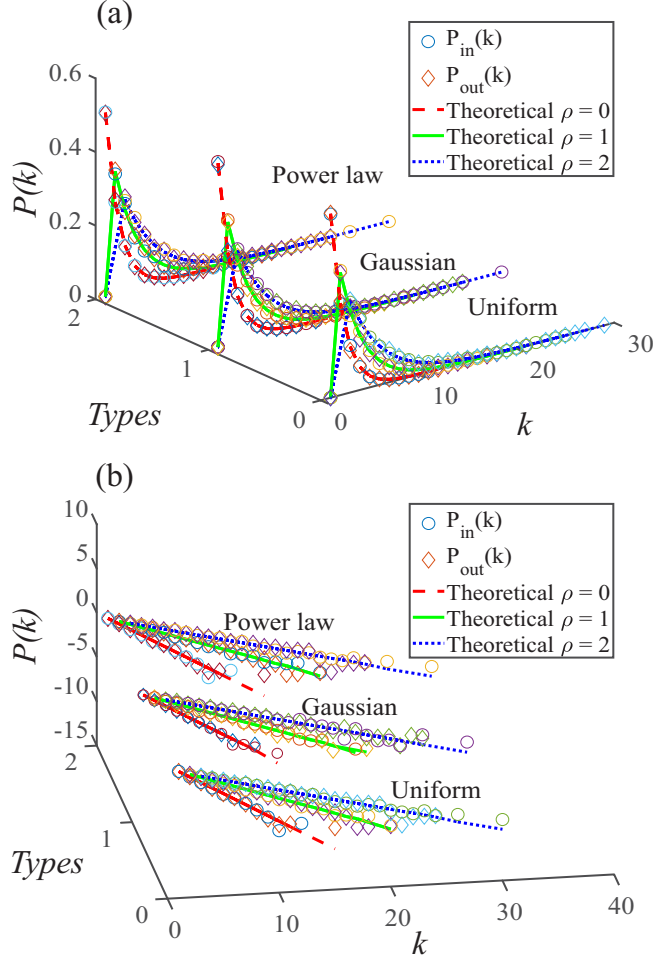 (a)
P_in(k)
P_out(k)
Theoretical ρ = 0
Theoretical ρ = 1
Theoretical ρ = 2
0.6
0.4
0.2
0
P(k)
Power law
Gaussian
Uniform
2
1
0
Types
0
10
20
30
k
(b)
P_in(k)
P_out(k)
Theoretical ρ = 0
Theoretical ρ = 1
Theoretical ρ = 2
10
5
0
-5
-10
-15
P(k)
Power law
Gaussian
Uniform
2
1
0
Types
0
10
20
30
40
k